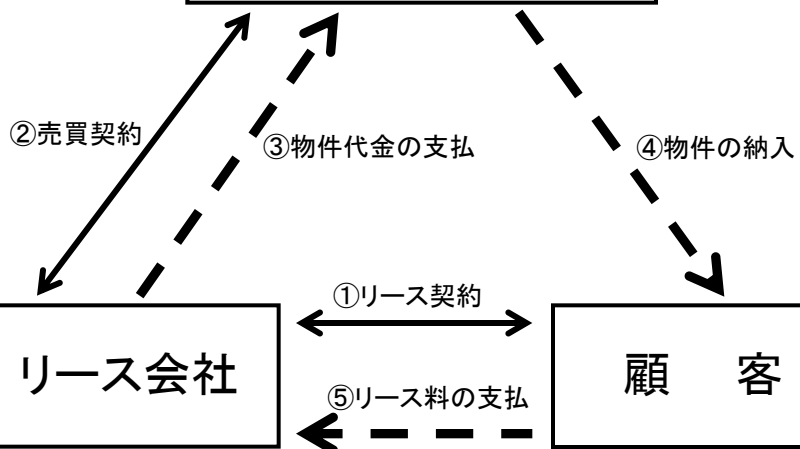 ②売買契約
③物件代金の支払
④物件の納入
①リース契約
リース会社
顧　客
⑤リース料の支払